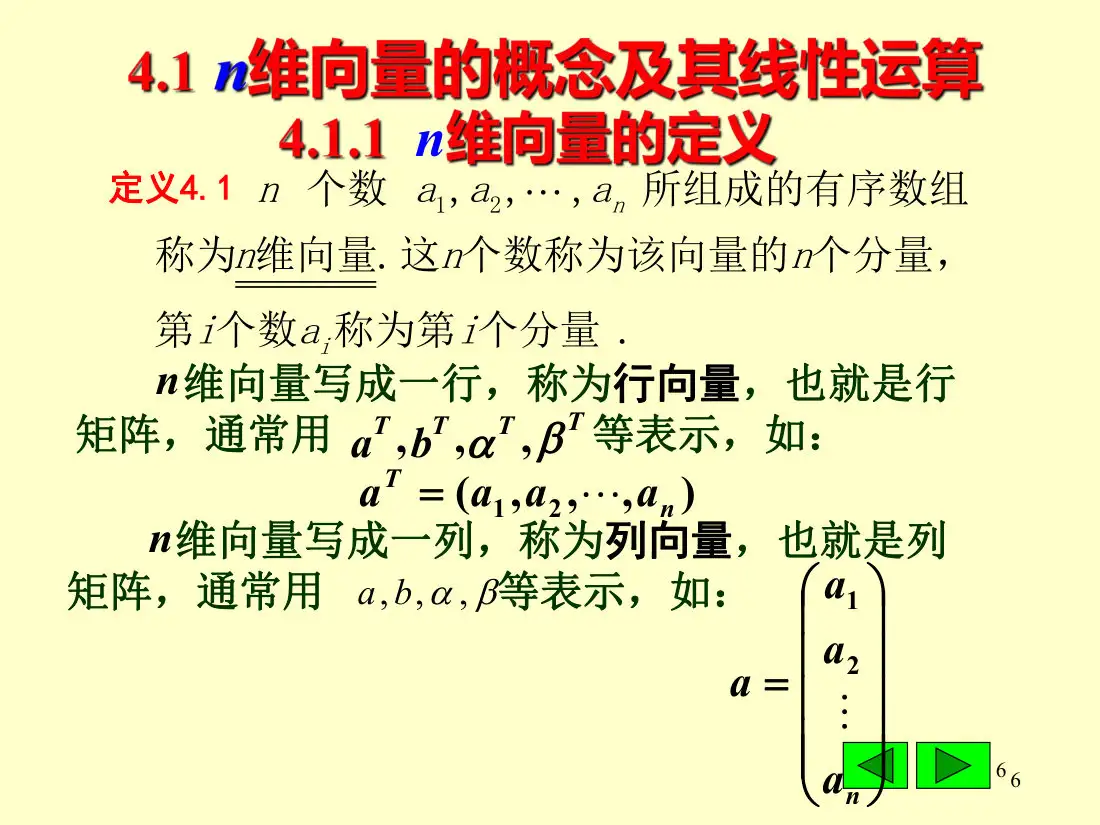 4.1 n维向量的概念及其线性运算
4.1.1 n维向量的定义
定义4.1 n 个数 a₁,a₂,⋯,aₙ 所组成的有序数组
称为n维向量.这n个数称为该向量的n个分量，
第i个数aᵢ称为第i个分量 .
n维向量写成一行，称为行向量，也就是行
矩阵，通常用 aᵀ,bᵀ,αᵀ,βᵀ 等表示，如：
aᵀ = (a₁,a₂,⋯,aₙ)
n维向量写成一列，称为列向量，也就是列
矩阵，通常用 a,b,α,β等表示，如：
a₁
a₂
a =
⋮
aₙ
6
6